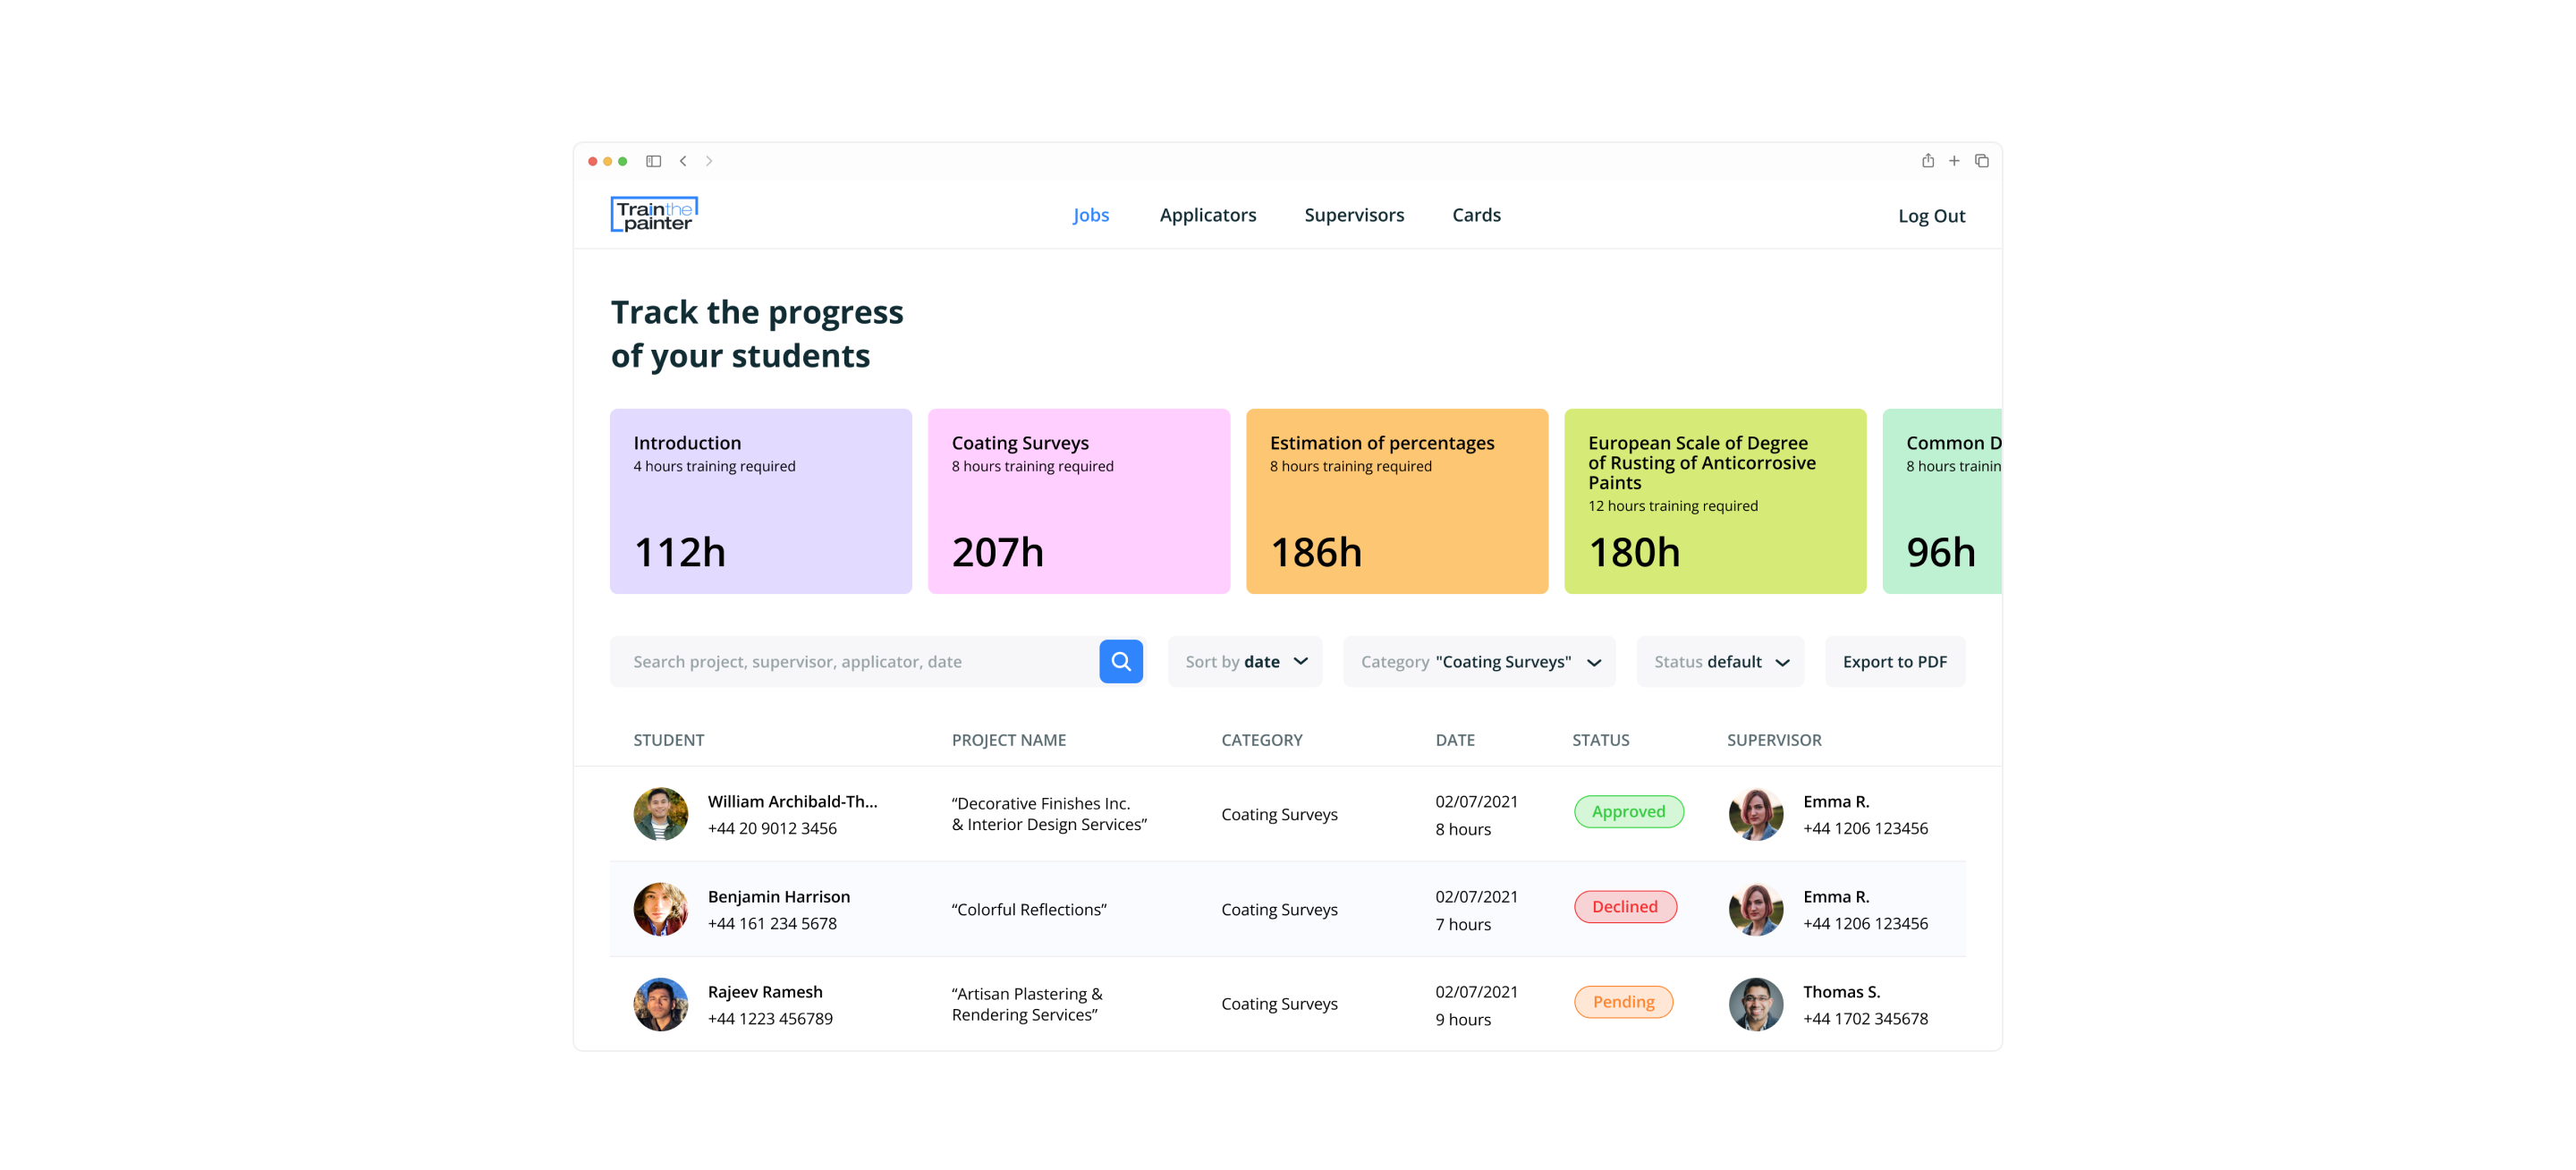 Trainthe
painter
Jobs
Applicators
Supervisors
Cards
Log Out
Track the progress
of your students
Introduction
4 hours training required
112h
Coating Surveys
8 hours training required
207h
Estimation of percentages
8 hours training required
186h
European Scale of Degree
of Rusting of Anticorrosive
Paints
12 hours training required
180h
Common D
8 hours trainin
96h
Search project, supervisor, applicator, date
Sort by date
Category "Coating Surveys"
Status default
Export to PDF
STUDENT
PROJECT NAME
CATEGORY
DATE
STATUS
SUPERVISOR
William Archibald-Th...
+44 20 9012 3456
“Decorative Finishes Inc.
& Interior Design Services”
Coating Surveys
02/07/2021
8 hours
Approved
Emma R.
+44 1206 123456
Benjamin Harrison
+44 161 234 5678
“Colorful Reflections”
Coating Surveys
02/07/2021
7 hours
Declined
Emma R.
+44 1206 123456
Rajeev Ramesh
+44 1223 456789
“Artisan Plastering &
Rendering Services”
Coating Surveys
02/07/2021
9 hours
Pending
Thomas S.
+44 1702 345678